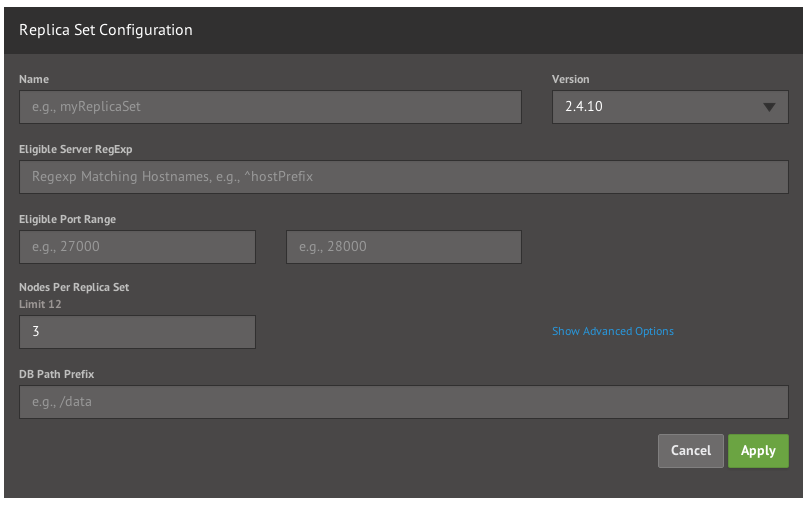 Replica Set Configuration
Name
Version
e.g., myReplicaSet
2.4.10
Eligible Server RegExp
Regexp Matching Hostnames, e.g., ^hostPrefix
Eligible Port Range
e.g., 27000
e.g., 28000
Nodes Per Replica Set
Limit 12
3
Show Advanced Options
DB Path Prefix
e.g., /data
Cancel
Apply